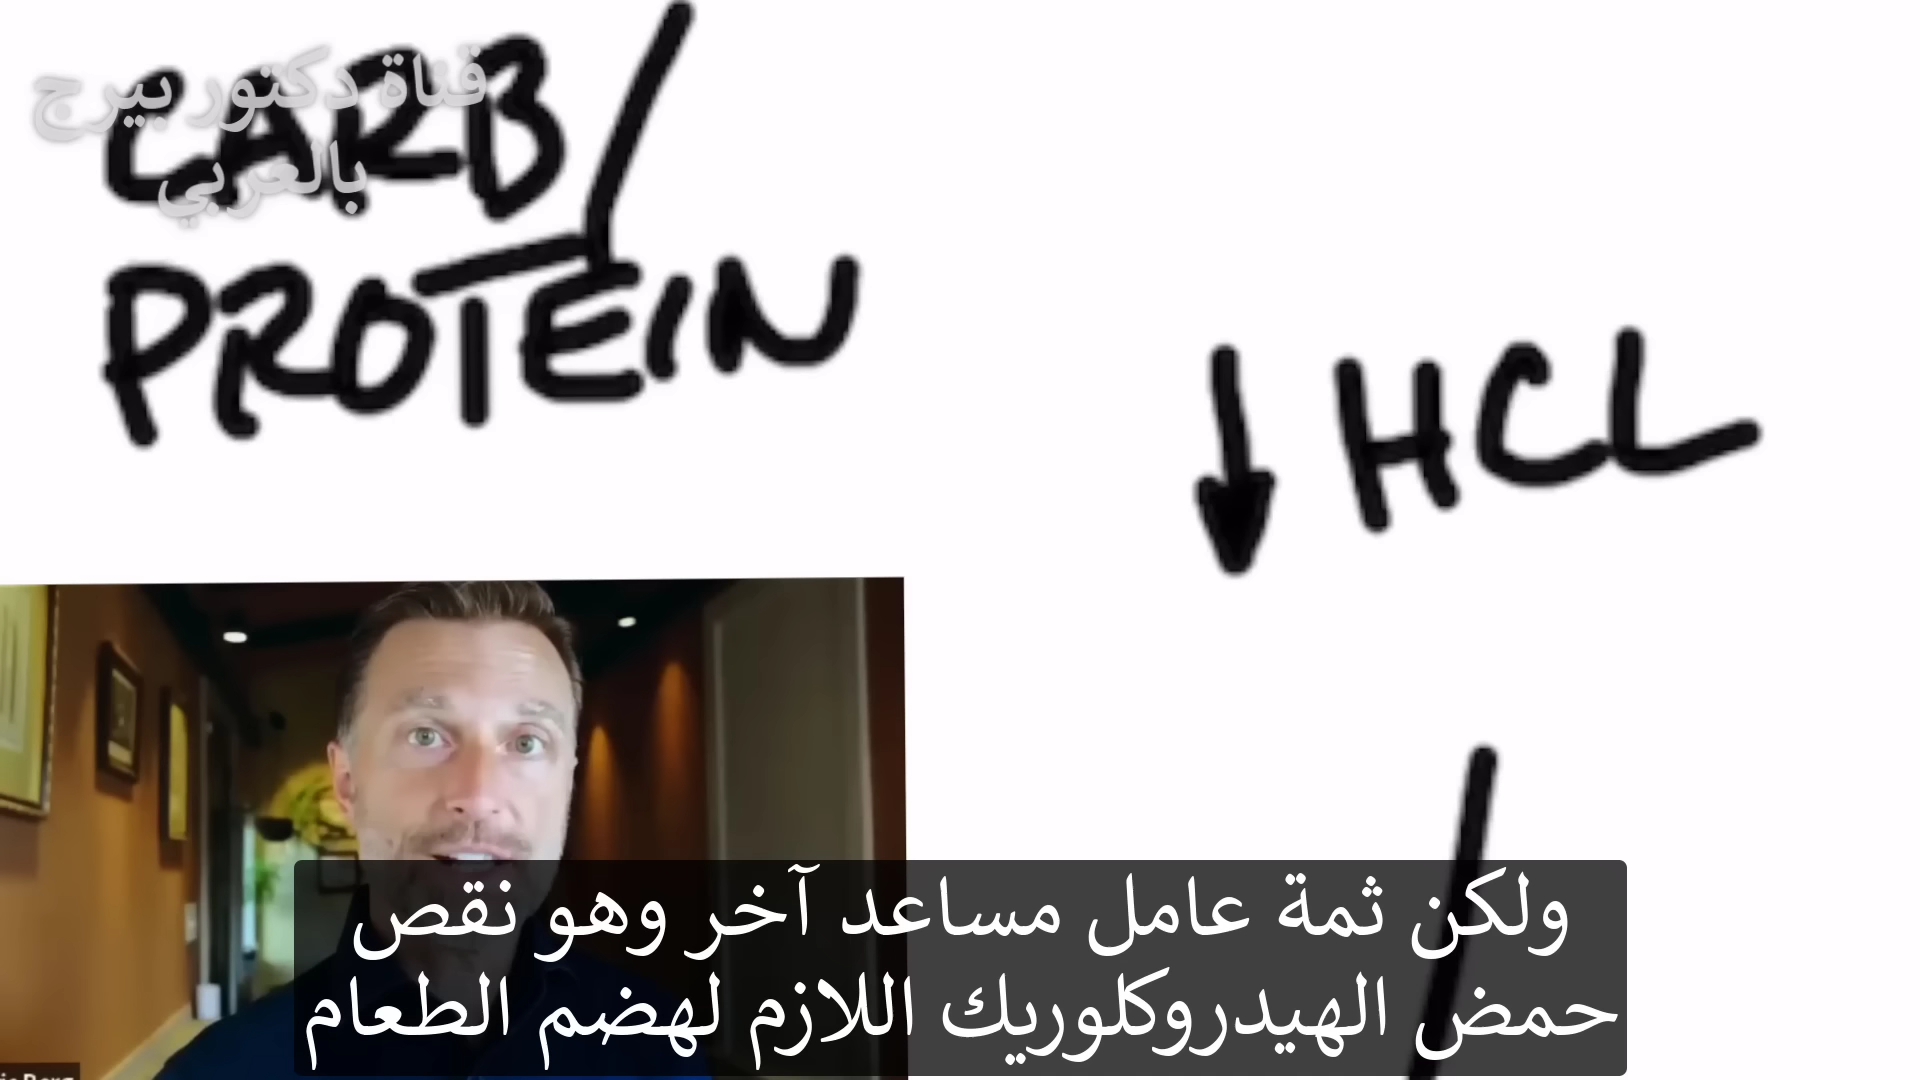 قناة دكتور بيرج
بالعربي
CARB/
PROTEIN
↓ HCL
ولكن ثمة عامل مساعد آخر وهو نقص
حمض الهيدروكلوريك اللازم لهضم الطعام